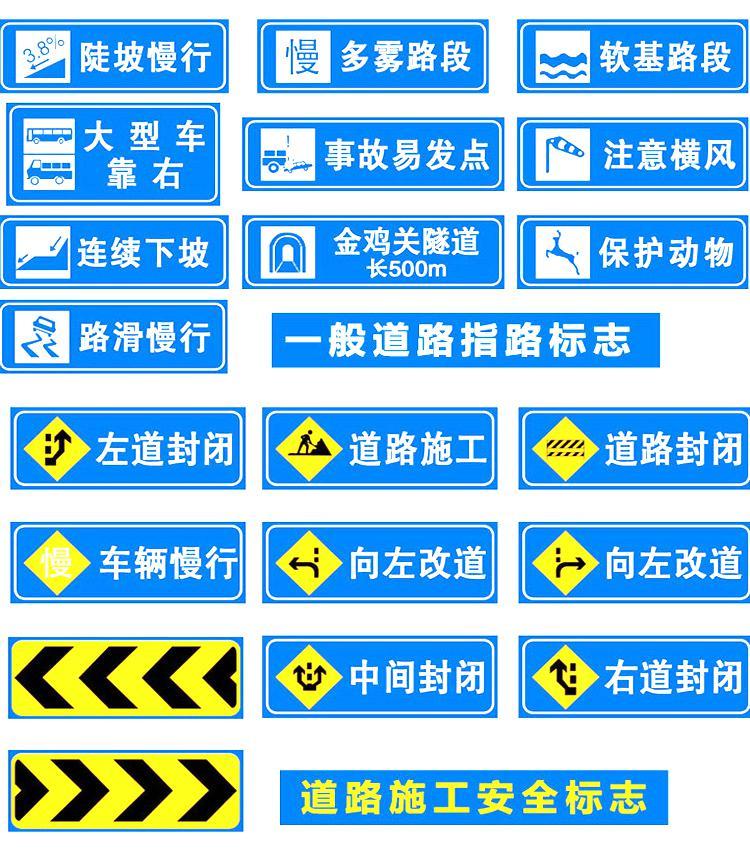 3.8%
陡坡慢行
慢
多雾路段
软基路段
大型车
靠右
事故易发点
注意横风
连续下坡
金鸡关隧道
长500m
保护动物
路滑慢行
一般道路指路标志
左道封闭
道路施工
道路封闭
慢
车辆慢行
向左改道
向左改道
中间封闭
右道封闭
道路施工安全标志